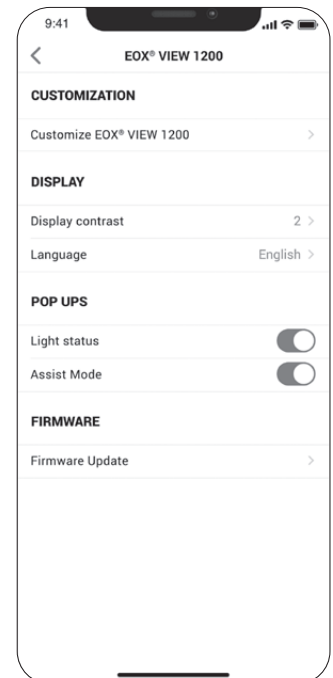 9:41
EOX® VIEW 1200
CUSTOMIZATION
Customize EOX® VIEW 1200
DISPLAY
Display contrast 2
Language English
POP UPS
Light status
Assist Mode
FIRMWARE
Firmware Update